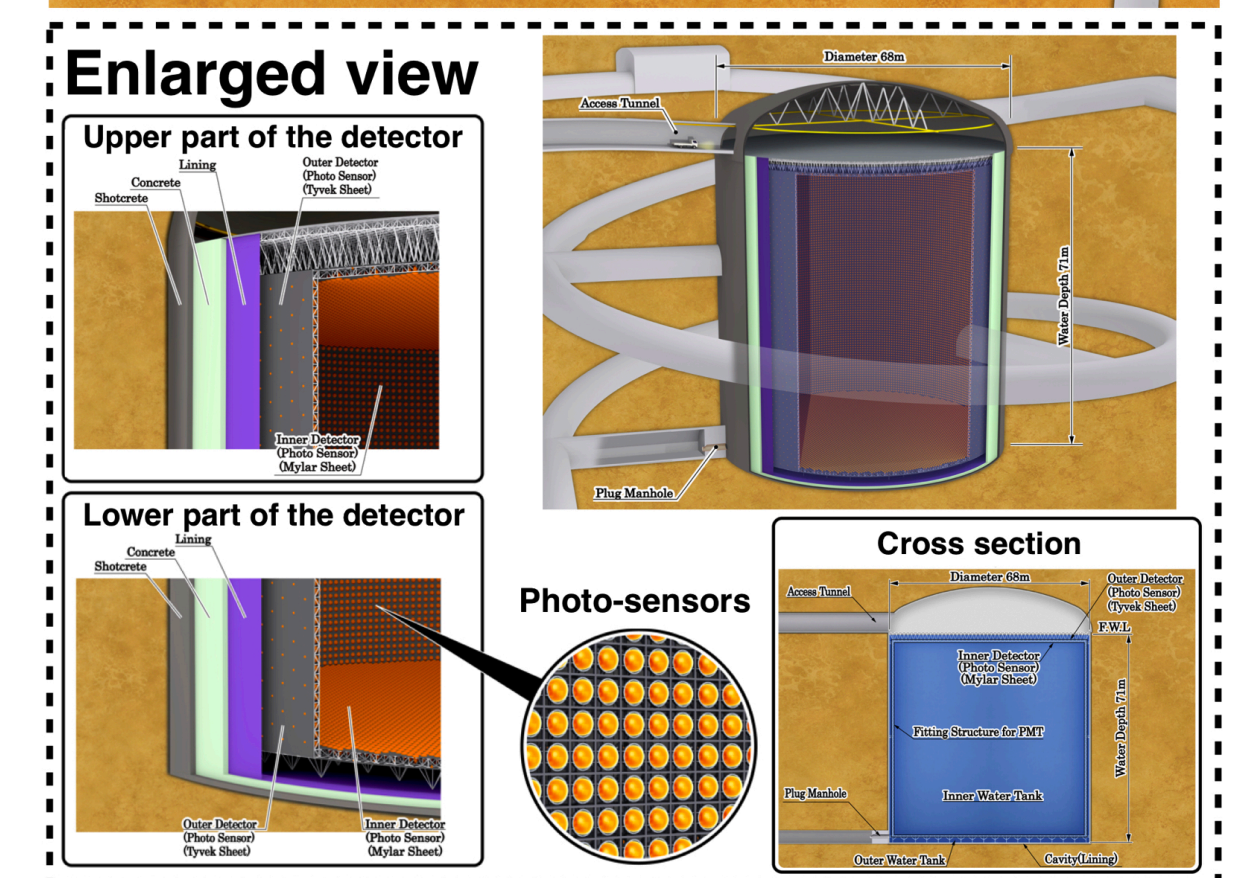 Enlarged view
Upper part of the detector
Lining
Concrete
Shotcrete
Outer Detector
(Photo Sensor)
(Tyvek Sheet)
Inner Detector
(Photo Sensor)
(Mylar Sheet)
Diameter 68m
Access Tunnel
Water Depth 71m
Plug Manhole
Lower part of the detector
Lining
Concrete
Shotcrete
Outer Detector
(Photo Sensor)
(Tyvek Sheet)
Inner Detector
(Photo Sensor)
(Mylar Sheet)
Photo-sensors
Cross section
Diameter 68m
Access Tunnel
Outer Detector
(Photo Sensor)
(Tyvek Sheet)
F.W.L
Inner Detector
(Photo Sensor)
(Mylar Sheet)
Water Depth 71m
Fitting Structure for PMT
Plug Manhole
Inner Water Tank
Outer Water Tank
Cavity(Lining)